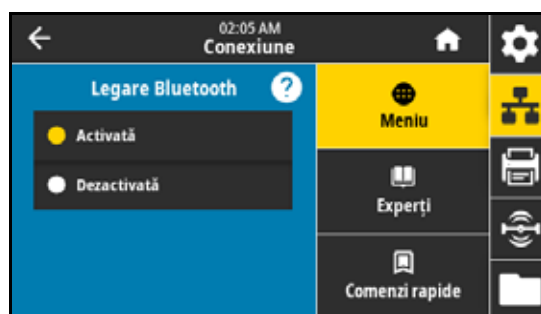 02:05 AM
Conexiune
Legare Bluetooth
?
Activată
Dezactivată
Meniu
Experți
Comenzi rapide